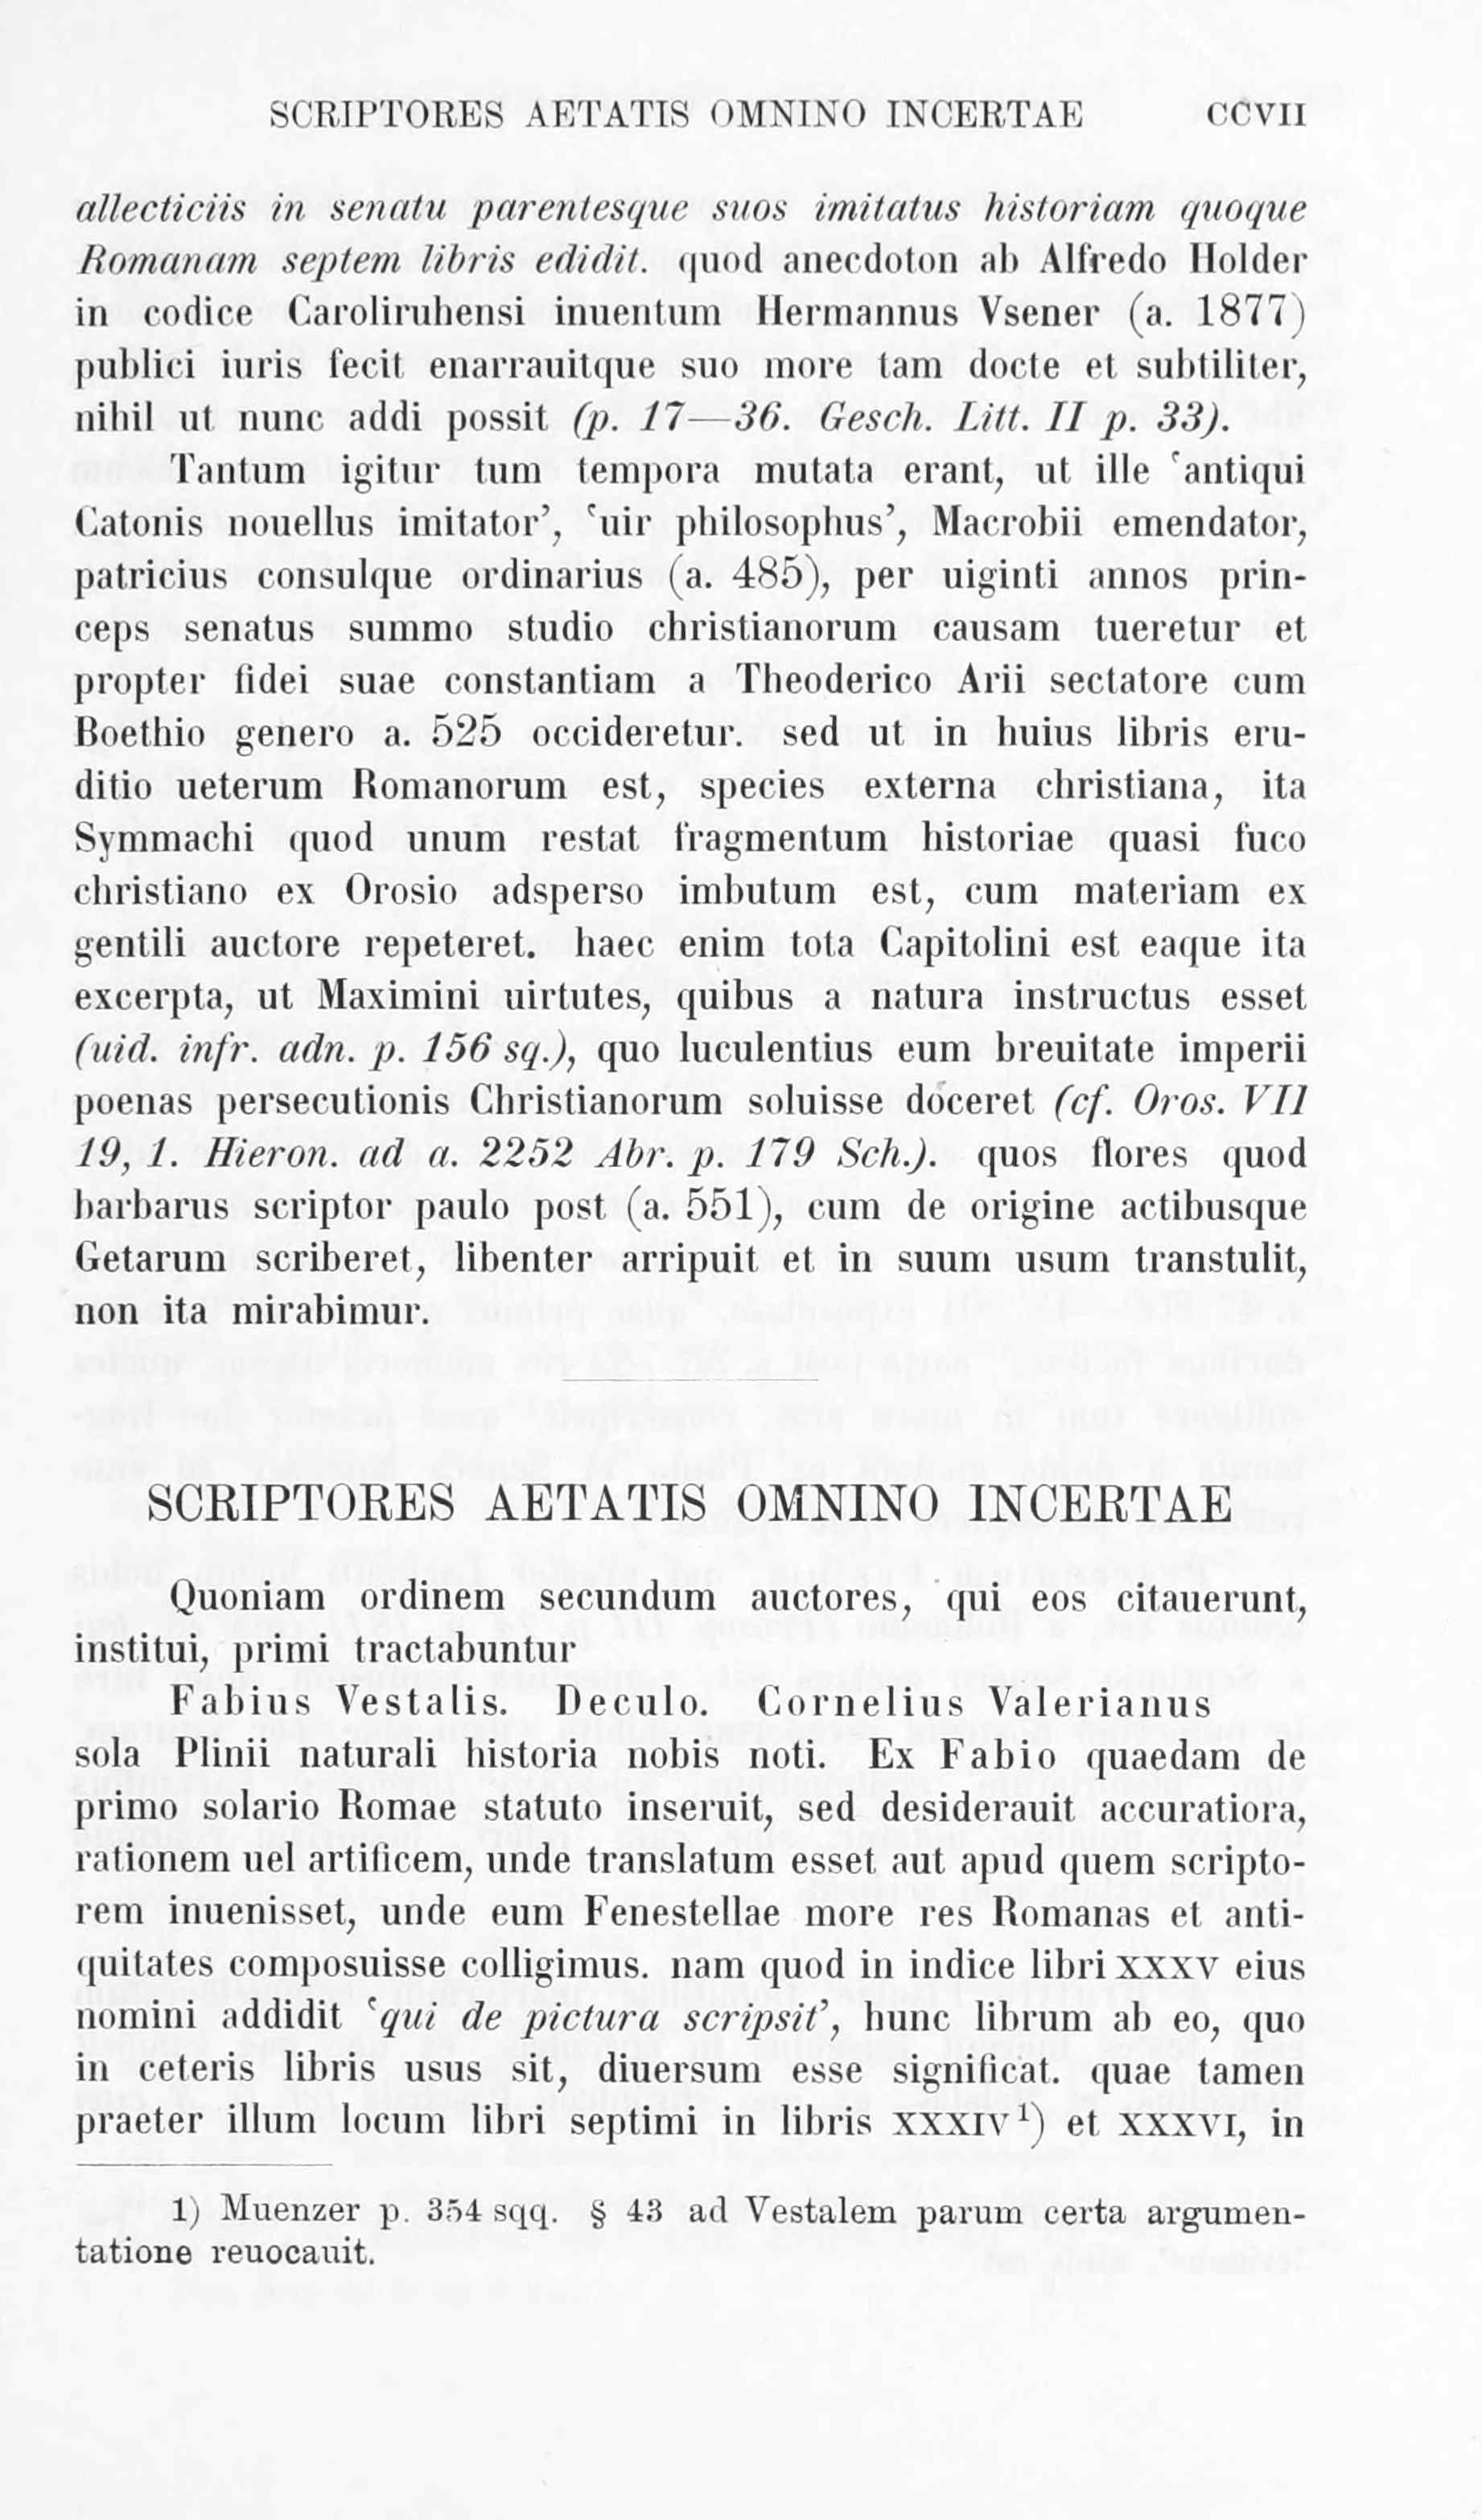 SCRIPTORES AETATIS OMNINO INCERTAE CCVII
allecticiis in senatu parentesque suos imitatus historiam quoque
Romanam septem libris edidit. quod anecdoton ab Alfredo Holder
in codice Caroliruhensi inuentum Hermannus Vsener (a. 1877)
publici iuris fecit enarrauitque suo more tam docte et subtiliter,
nihil ut nunc addi possit (p. 17—36. Gesch. Litt. II p. 33).
Tantum igitur tum tempora mutata erant, ut ille ‛antiqui
Catonis nouellus imitator’, ‛uir philosophus’, Macrobii emendator,
patricius consulque ordinarius (a. 485), per uiginti annos prin-
ceps senatus summo studio christianorum causam tueretur et
propter fidei suae constantiam a Theoderico Arii sectatore cum
Boethio genero a. 525 occideretur. sed ut in huius libris eru-
ditio ueterum Romanorum est, species externa christiana, ita
Symmachi quod unum restat fragmentum historiae quasi fuco
christiano ex Orosio adsperso imbutum est, cum materiam ex
gentili auctore repeteret. haec enim tota Capitolini est eaque ita
excerpta, ut Maximini uirtutes, quibus a natura instructus esset
(uid. infr. adn. p. 156 sq.), quo luculentius eum breuitate imperii
poenas persecutionis Christianorum soluisse doceret (cf. Oros. VII
19, 1. Hieron. ad a. 2252 Abr. p. 179 Sch.). quos flores quod
barbarus scriptor paulo post (a. 551), cum de origine actibusque
Getarum scriberet, libenter arripuit et in suum usum transtulit,
non ita mirabimur.
SCRIPTORES AETATIS OMNINO INCERTAE
Quoniam ordinem secundum auctores, qui eos citauerunt,
institui, primi tractabuntur
Fabius Vestalis. Deculo. Cornelius Valerianus
sola Plinii naturali historia nobis noti. Ex Fabio quaedam de
primo solario Romae statuto inseruit, sed desiderauit accuratiora,
rationem uel artificem, unde translatum esset aut apud quem scripto-
rem inuenisset, unde eum Fenestellae more res Romanas et anti-
quitates composuisse colligimus. nam quod in indice libri XXXV eius
nomini addidit ‛qui de pictura scripsit’, hunc librum ab eo, quo
in ceteris libris usus sit, diuersum esse significat. quae tamen
praeter illum locum libri septimi in libris XXXIV¹) et XXXVI, in
1) Muenzer p. 354 sqq. § 43 ad Vestalem parum certa argumen-
tatione reuocauit.